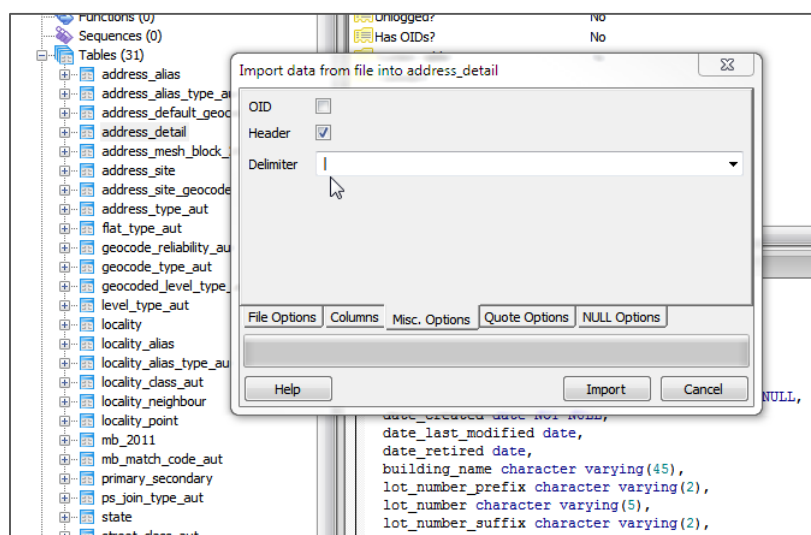 Functions (0)
Sequences (0)
Tables (31)
address_alias
address_alias_type_au
address_default_geoc
address_detail
address_mesh_block_
address_site
address_site_geocode
address_type_aut
flat_type_aut
geocode_reliability_au
geocode_type_aut
geocoded_level_type_
level_type_aut
locality
locality_alias
locality_alias_type_au
locality_class_aut
locality_neighbour
locality_point
mb_2011
mb_match_code_aut
primary_secondary
ps_join_type_aut
state
street_class_aut
Unlogged? No
Has OIDs? No
Import data from file into address_detail
OID
Header
Delimiter |
File Options Columns Misc. Options Quote Options NULL Options
Help Import Cancel
NULL,
date_created date NOT NULL,
date_last_modified date,
date_retired date,
building_name character varying(45),
lot_number_prefix character varying(2),
lot_number character varying(5),
lot_number_suffix character varying(2),